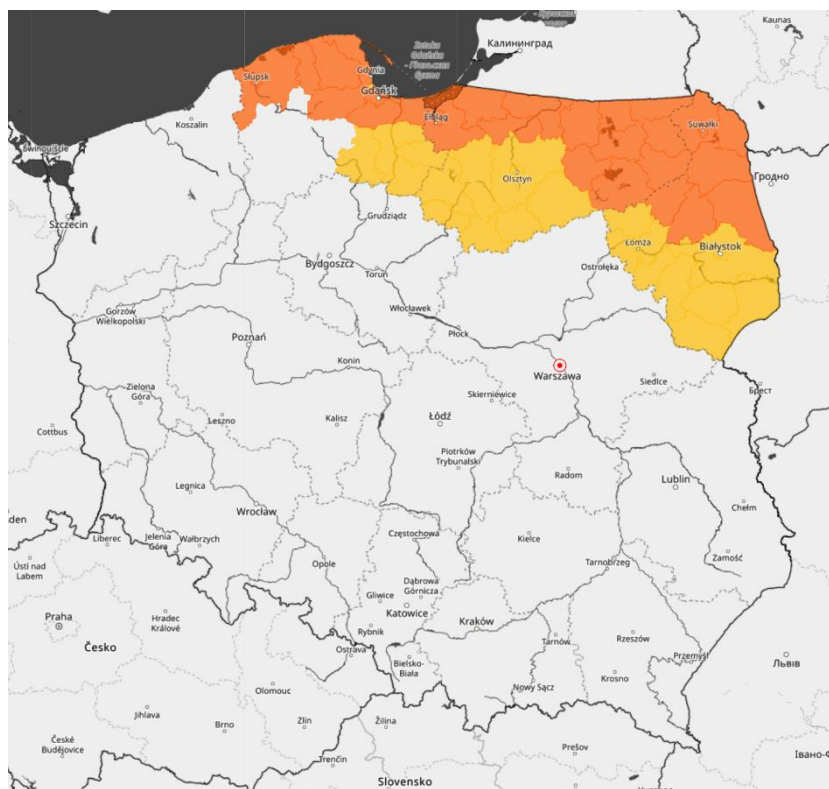 Kaunas
Калининград
Zatoka
Gdańska
Gdynia
Słupsk
Gdańsk
Elbląg
Suwałki
Koszalin
Świnoujście
Гродно
Olsztyn
Szczecin
Grudziądz
Łomża
Białystok
Bydgoszcz
Toruń
Ostrołęka
Gorzów
Wielkopolski
Włocławek
Płock
Poznań
Konin
Warszawa
Siedlce
Брест
Zielona
Góra
Skierniewice
Leszno
Kalisz
Łódź
Cottbus
Piotrków
Trybunalski
Radom
Lublin
Legnica
Wrocław
Chełm
Liberec
Jelenia
Góra
Wałbrzych
Częstochowa
Kielce
Ústí nad
Labem
Opole
Zamość
Tarnobrzeg
Dąbrowa
Górnicza
Gliwice
Katowice
Praha
Hradec
Králové
Kraków
Rybnik
Rzeszów
Tarnów
Česko
Ostrava
Przemyśl
Bielsko-
Biała
Львів
Krosno
Nowy Sącz
Olomouc
Jihlava
Brno
Zlín
Žilina
České
Budějovice
Prešov
Івано-Ф
Trenčín
Slovensko